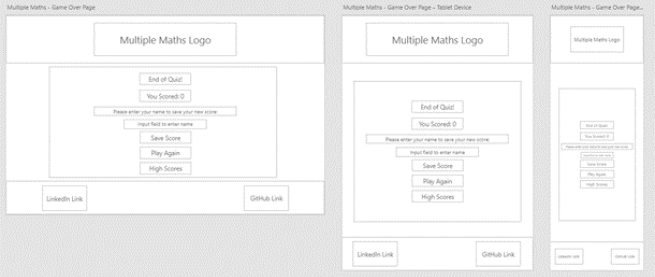 Multiple Maths - Game Over Page
Multiple Maths Logo
End of Quiz!
You Scored: 0
Please enter your name to save your new score:
Input field to enter name
Save Score
Play Again
High Scores
LinkedIn Link
GitHub Link
Multiple Maths - Game Over Page – Tablet Device
Multiple Maths Logo
End of Quiz!
You Scored: 0
Please enter your name to save your new score:
Input field to enter name
Save Score
Play Again
High Scores
LinkedIn Link
GitHub Link
Multiple Maths - Game Over Page...
Multiple Maths Logo
End of Quiz!
You Scored: 0
Please enter your name to save your new score:
Input field to enter name
Save Score
Play Again
High Scores
LinkedIn Link
GitHub Link